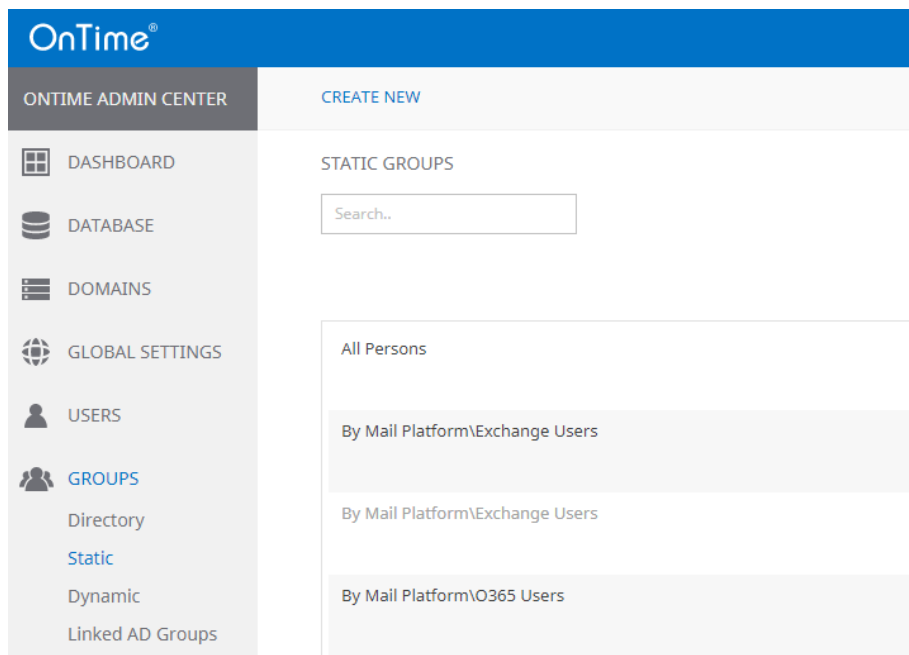 OnTime®
ONTIME ADMIN CENTER
CREATE NEW
DASHBOARD
DATABASE
DOMAINS
GLOBAL SETTINGS
USERS
GROUPS
Directory
Static
Dynamic
Linked AD Groups
STATIC GROUPS
Search..
All Persons
By Mail Platform\Exchange Users
By Mail Platform\Exchange Users
By Mail Platform\O365 Users